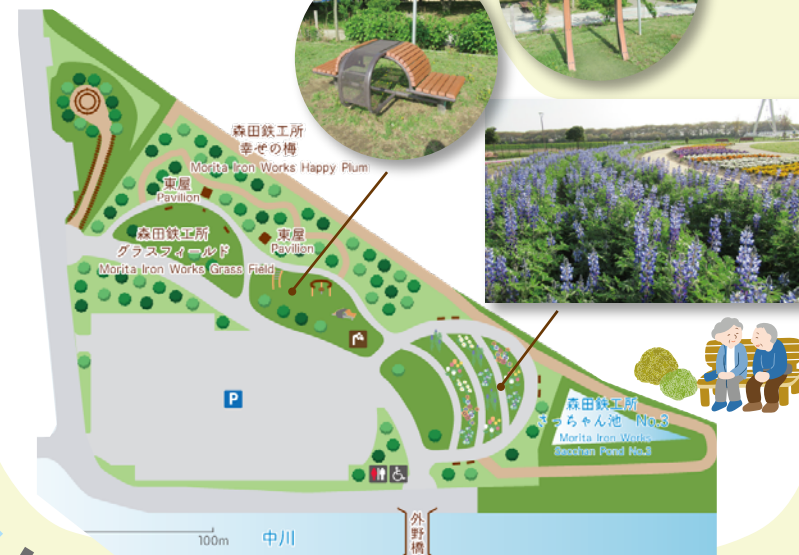 森田鉄工所
幸せの梅
Morita Iron Works Happy Plum
東屋
Pavilion
森田鉄工所
グラスフィールド
Morita Iron Works Grass Field
東屋
Pavilion
P
森田鉄工所
さっちゃん池 No.3
Morita Iron Works
Sacchan Pond No.3
100m
中川
外野橋